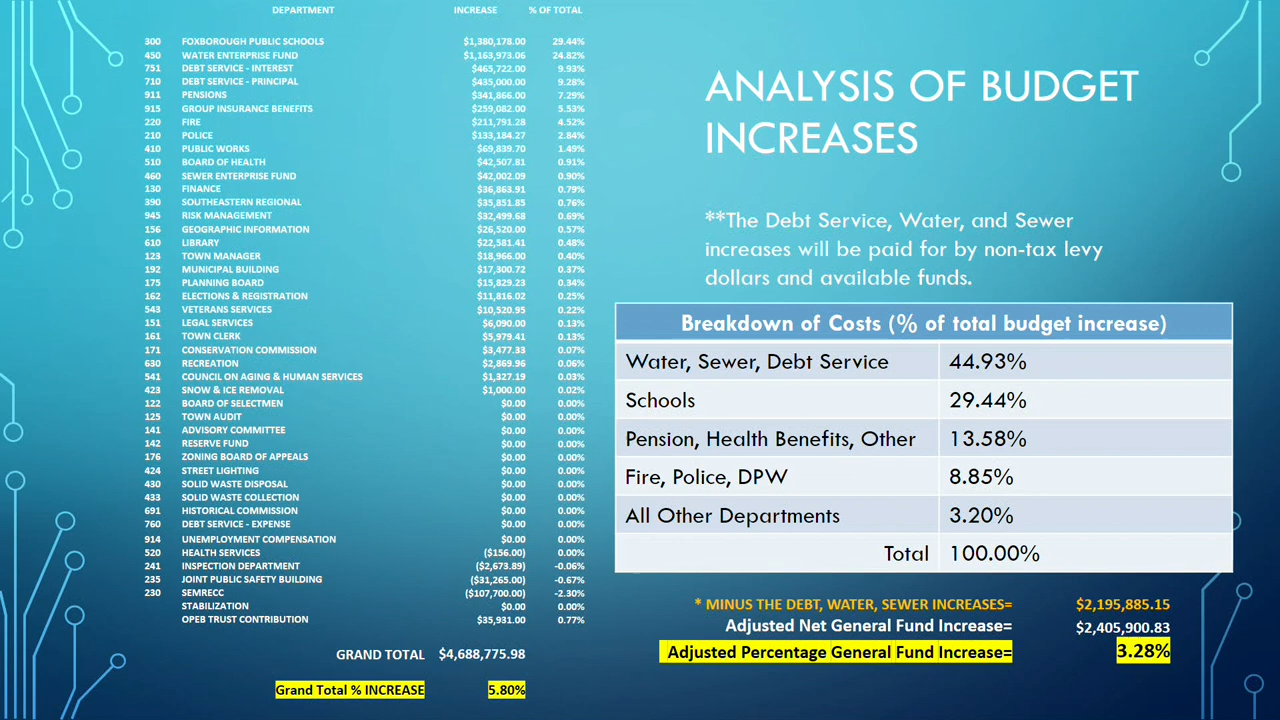 DEPARTMENT INCREASE % OF TOTAL
300 FOXBOROUGH PUBLIC SCHOOLS $1,380,178.00 29.44%
450 WATER ENTERPRISE FUND $1,163,973.06 24.82%
751 DEBT SERVICE - INTEREST $465,722.00 9.93%
710 DEBT SERVICE - PRINCIPAL $435,000.00 9.28%
911 PENSIONS $341,866.00 7.29%
915 GROUP INSURANCE BENEFITS $259,082.00 5.53%
220 FIRE $211,791.28 4.52%
210 POLICE $133,184.27 2.84%
410 PUBLIC WORKS $69,839.70 1.49%
510 BOARD OF HEALTH $42,507.81 0.91%
460 SEWER ENTERPRISE FUND $42,002.09 0.90%
130 FINANCE $36,863.91 0.79%
390 SOUTHEASTERN REGIONAL $35,851.85 0.76%
945 RISK MANAGEMENT $32,499.68 0.69%
156 GEOGRAPHIC INFORMATION $26,520.00 0.57%
610 LIBRARY $22,581.41 0.48%
123 TOWN MANAGER $18,966.00 0.40%
192 MUNICIPAL BUILDING $17,300.72 0.37%
175 PLANNING BOARD $15,829.23 0.34%
162 ELECTIONS & REGISTRATION $11,816.02 0.25%
543 VETERANS SERVICES $10,520.95 0.22%
151 LEGAL SERVICES $6,090.00 0.13%
161 TOWN CLERK $5,979.41 0.13%
171 CONSERVATION COMMISSION $3,477.33 0.07%
630 RECREATION $2,869.96 0.06%
541 COUNCIL ON AGING & HUMAN SERVICES $1,327.19 0.03%
423 SNOW & ICE REMOVAL $1,000.00 0.02%
122 BOARD OF SELECTMEN $0.00 0.00%
125 TOWN AUDIT $0.00 0.00%
141 ADVISORY COMMITTEE $0.00 0.00%
142 RESERVE FUND $0.00 0.00%
176 ZONING BOARD OF APPEALS $0.00 0.00%
424 STREET LIGHTING $0.00 0.00%
430 SOLID WASTE DISPOSAL $0.00 0.00%
433 SOLID WASTE COLLECTION $0.00 0.00%
691 HISTORICAL COMMISSION $0.00 0.00%
760 DEBT SERVICE - EXPENSE $0.00 0.00%
914 UNEMPLOYMENT COMPENSATION $0.00 0.00%
520 HEALTH SERVICES ($156.00) 0.00%
241 INSPECTION DEPARTMENT ($2,673.89) -0.06%
235 JOINT PUBLIC SAFETY BUILDING ($31,265.00) -0.67%
230 SEMRECC ($107,700.00) -2.30%
STABILIZATION $0.00 0.00%
OPEB TRUST CONTRIBUTION $35,931.00 0.77%
GRAND TOTAL $4,688,775.98
Grand Total % INCREASE 5.80%
ANALYSIS OF BUDGET
INCREASES
**The Debt Service, Water, and Sewer
increases will be paid for by non-tax levy
dollars and available funds.
Breakdown of Costs (% of total budget increase)
Water, Sewer, Debt Service 44.93%
Schools 29.44%
Pension, Health Benefits, Other 13.58%
Fire, Police, DPW 8.85%
All Other Departments 3.20%
Total 100.00%
* MINUS THE DEBT, WATER, SEWER INCREASES= $2,195,885.15
Adjusted Net General Fund Increase= $2,405,900.83
Adjusted Percentage General Fund Increase= 3.28%